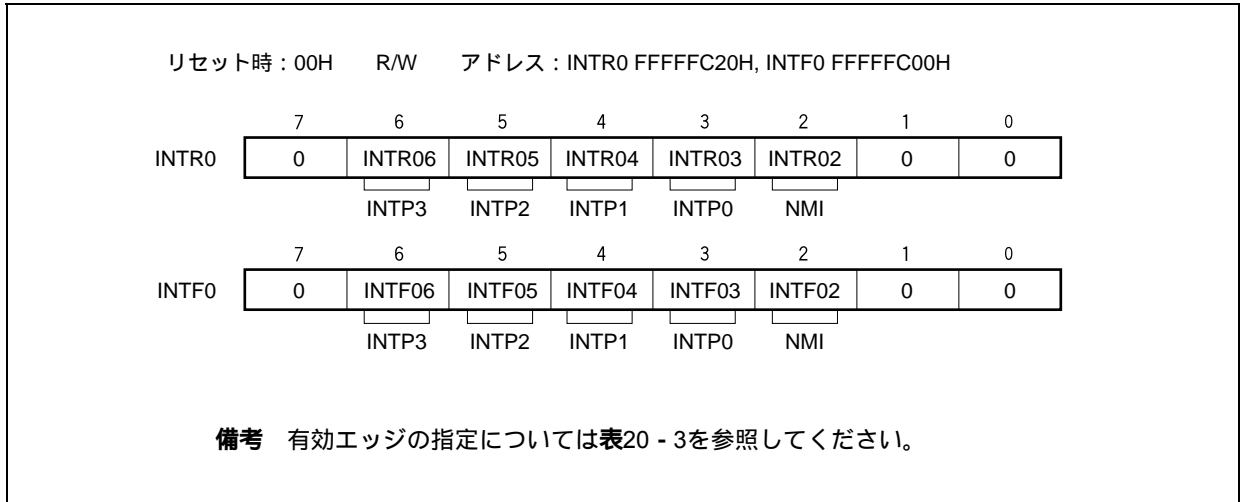 リセット時：00H R/W アドレス：INTR0 FFFFFC20H, INTF0 FFFFFC00H
7 6 5 4 3 2 1 0
INTR0 0 INTR06 INTR05 INTR04 INTR03 INTR02 0 0
INTP3 INTP2 INTP1 INTP0 NMI
7 6 5 4 3 2 1 0
INTF0 0 INTF06 INTF05 INTF04 INTF03 INTF02 0 0
INTP3 INTP2 INTP1 INTP0 NMI
備考 有効エッジの指定については表20－3を参照してください。